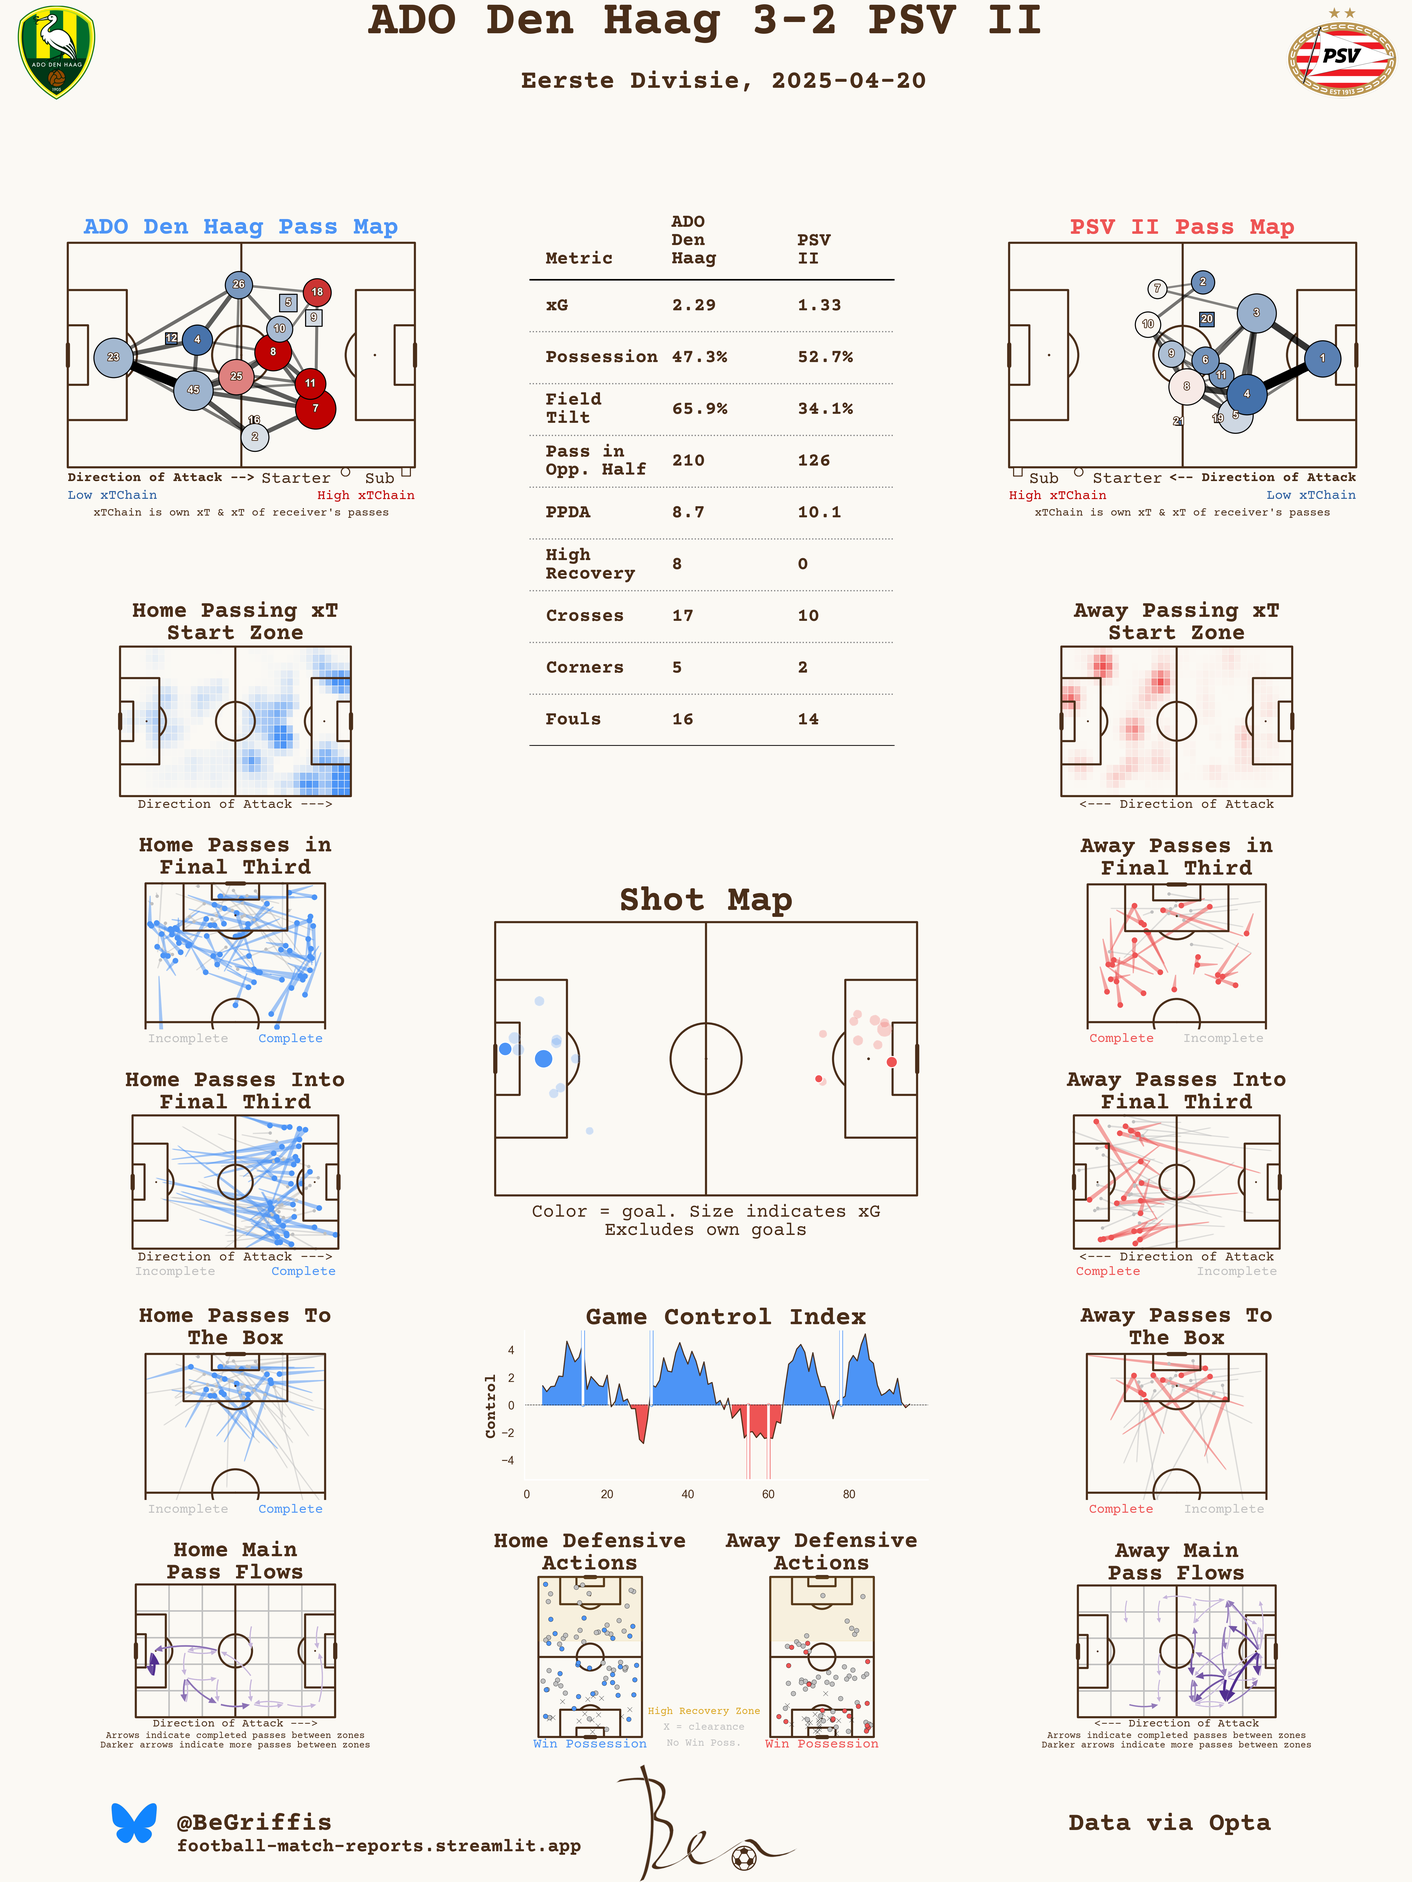 ADO Den Haag 3-2 PSV II
Eerste Divisie, 2025-04-20
ADO DEN HAAG
1905
PSV
EST 1913
ADO Den Haag Pass Map
26
18
5
9
10
12
4
8
23
25
11
45
7
16
2
Direction of Attack --> Starter Sub
Low xTChain High xTChain
xTChain is own xT & xT of receiver's passes
Metric ADO Den Haag PSV II
xG 2.29 1.33
Possession 47.3% 52.7%
Field Tilt 65.9% 34.1%
Pass in Opp. Half 210 126
PPDA 8.7 10.1
High Recovery 8 0
Crosses 17 10
Corners 5 2
Fouls 16 14
PSV II Pass Map
7
2
3
10
20
9
6
1
11
8
4
5
19
21
Sub Starter <-- Direction of Attack
High xTChain Low xTChain
xTChain is own xT & xT of receiver's passes
Home Passing xT
Start Zone
Direction of Attack --->
Away Passing xT
Start Zone
<--- Direction of Attack
Home Passes in
Final Third
Incomplete Complete
Away Passes in
Final Third
Complete Incomplete
Shot Map
Color = goal. Size indicates xG
Excludes own goals
Home Passes Into
Final Third
Direction of Attack --->
Incomplete Complete
Away Passes Into
Final Third
<--- Direction of Attack
Complete Incomplete
Home Passes To
The Box
Incomplete Complete
Game Control Index
Control
4
2
0
−2
−4
0 20 40 60 80
Away Passes To
The Box
Complete Incomplete
Home Main
Pass Flows
Direction of Attack --->
Arrows indicate completed passes between zones
Darker arrows indicate more passes between zones
Home Defensive
Actions
Win Possession
High Recovery Zone
X = clearance
No Win Poss.
Away Defensive
Actions
Win Possession
Away Main
Pass Flows
<--- Direction of Attack
Arrows indicate completed passes between zones
Darker arrows indicate more passes between zones
@BeGriffis
football-match-reports.streamlit.app
Ben
Data via Opta